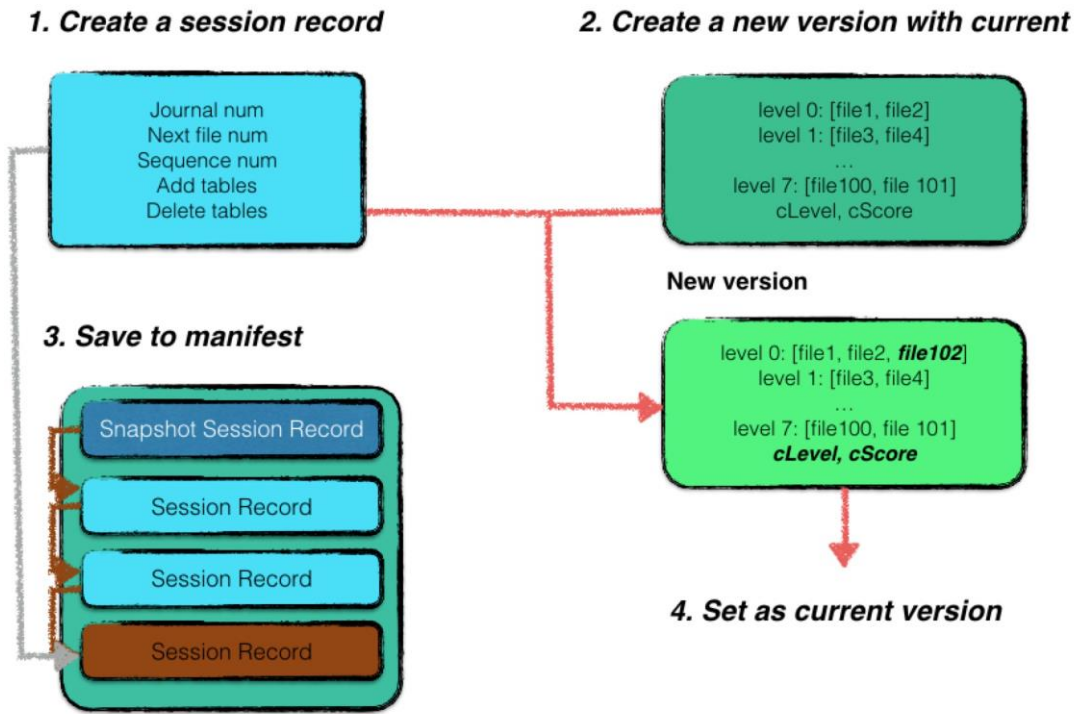 1. Create a session record
Journal num
Next file num
Sequence num
Add tables
Delete tables
2. Create a new version with current
level 0: [file1, file2]
level 1: [file3, file4]
...
level 7: [file100, file 101]
cLevel, cScore
New version
level 0: [file1, file2, file102]
level 1: [file3, file4]
...
level 7: [file100, file 101]
cLevel, cScore
3. Save to manifest
Snapshot Session Record
Session Record
Session Record
Session Record
4. Set as current version